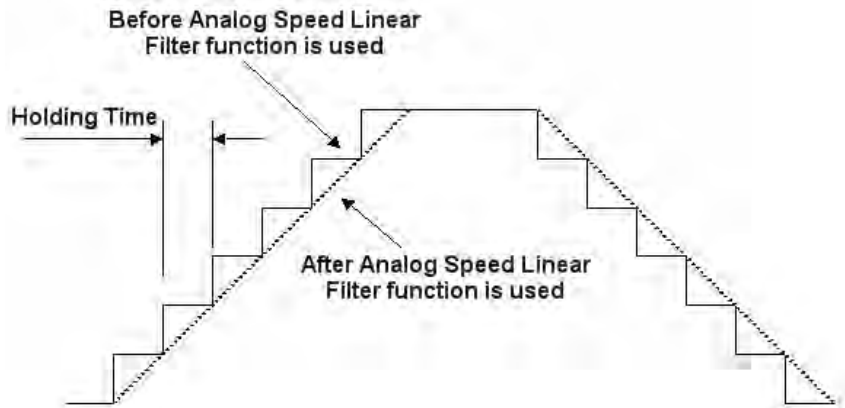 Before Analog Speed Linear
Filter function is used
Holding Time
After Analog Speed Linear
Filter function is used